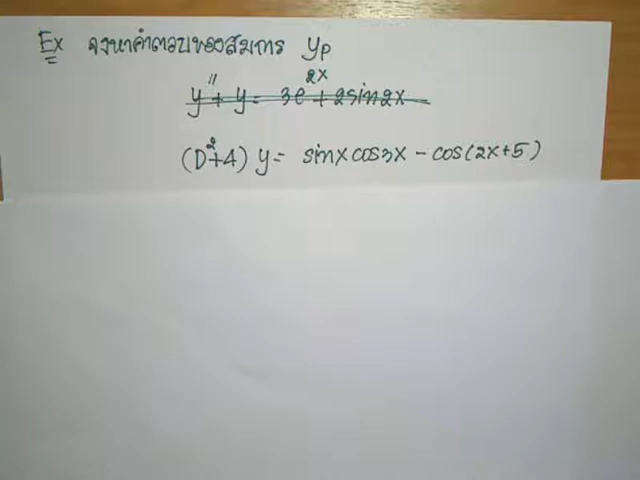 Ex จงหาคำตอบของสมการ yp
y'' + y = 3e^2x + 2sin2x
(D²+4) y = sinx cos3x - cos(2x+5)